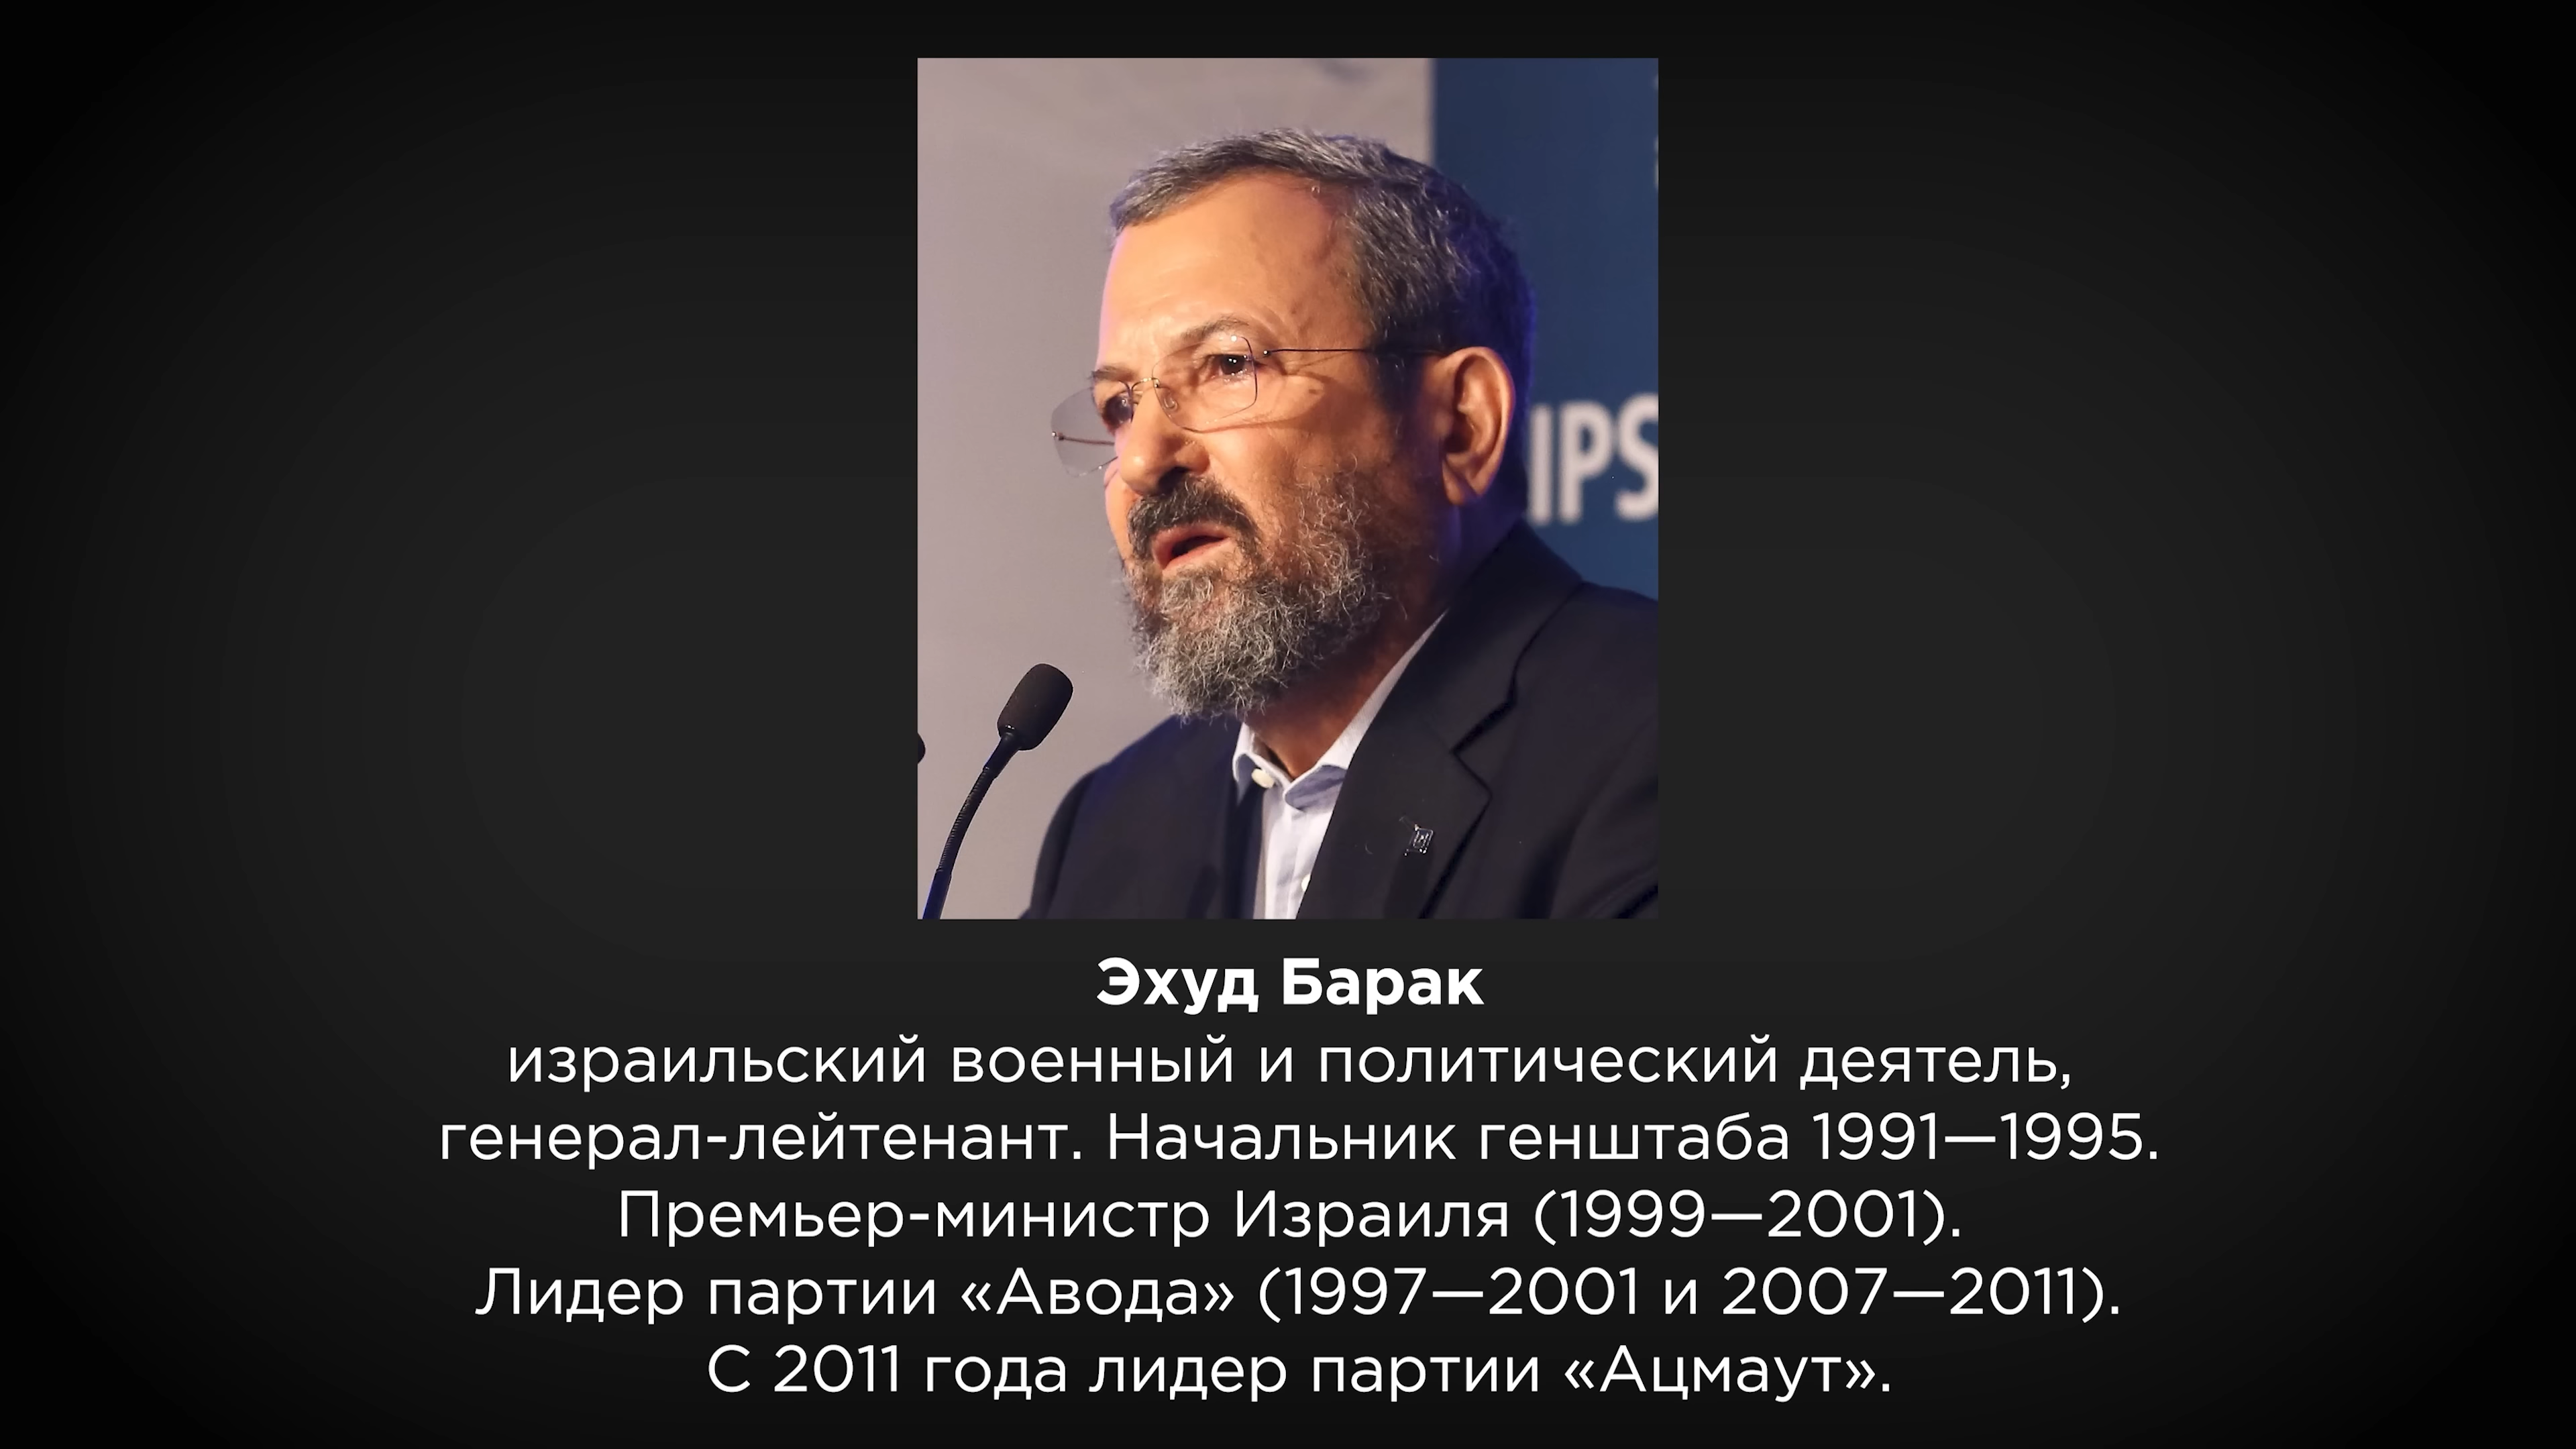 IPS
Эхуд Барак
израильский военный и политический деятель,
генерал-лейтенант. Начальник генштаба 1991—1995.
Премьер-министр Израиля (1999—2001).
Лидер партии «Авода» (1997—2001 и 2007—2011).
С 2011 года лидер партии «Ацмаут».